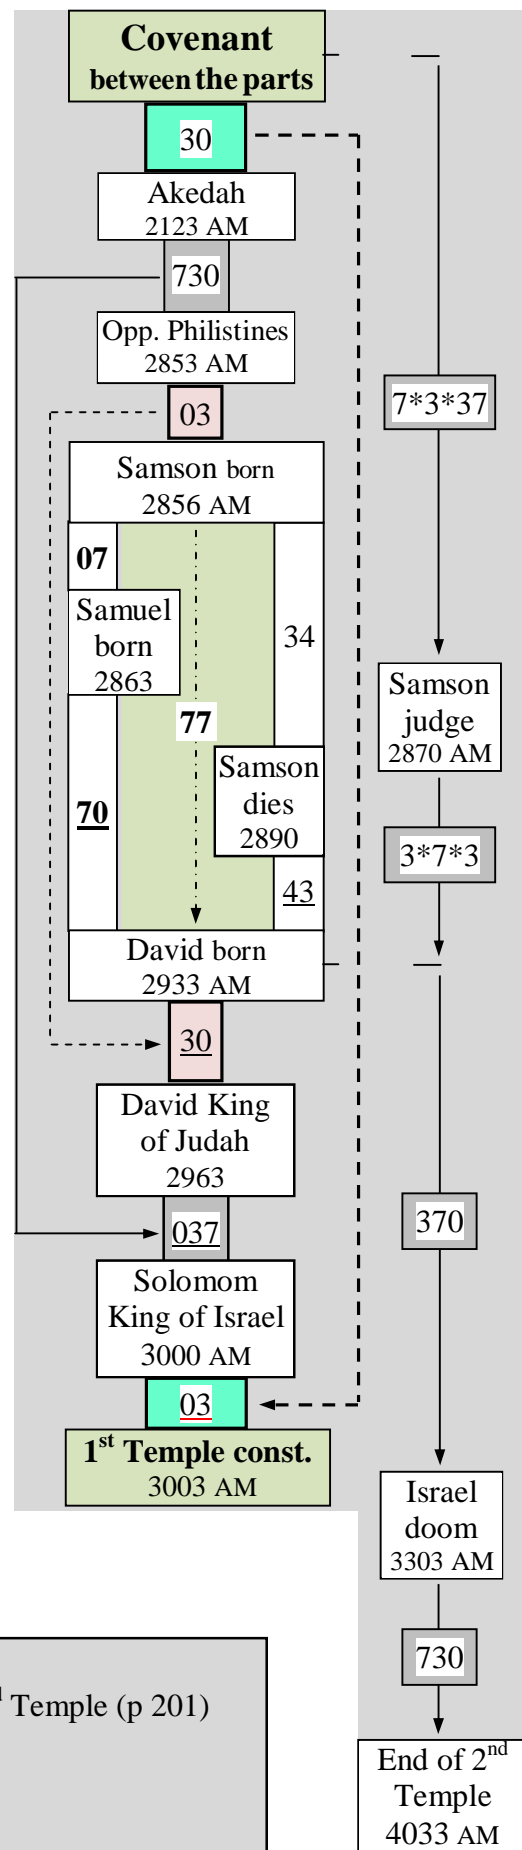 Covenant
between the parts
30
Akedah
2123 AM
730
Opp. Philistines
2853 AM
03
Samson born
2856 AM
07
Samuel
born
2863
70
77
34
Samson
dies
2890
43
David born
2933 AM
30
David King
of Judah
2963
037
Solomom
King of Israel
3000 AM
03
1st Temple const.
3003 AM
7*3*37
Samson
judge
2870 AM
3*7*3
370
Israel
doom
3303 AM
730
End of 2nd
Temple
4033 AM
Temple (p 201)